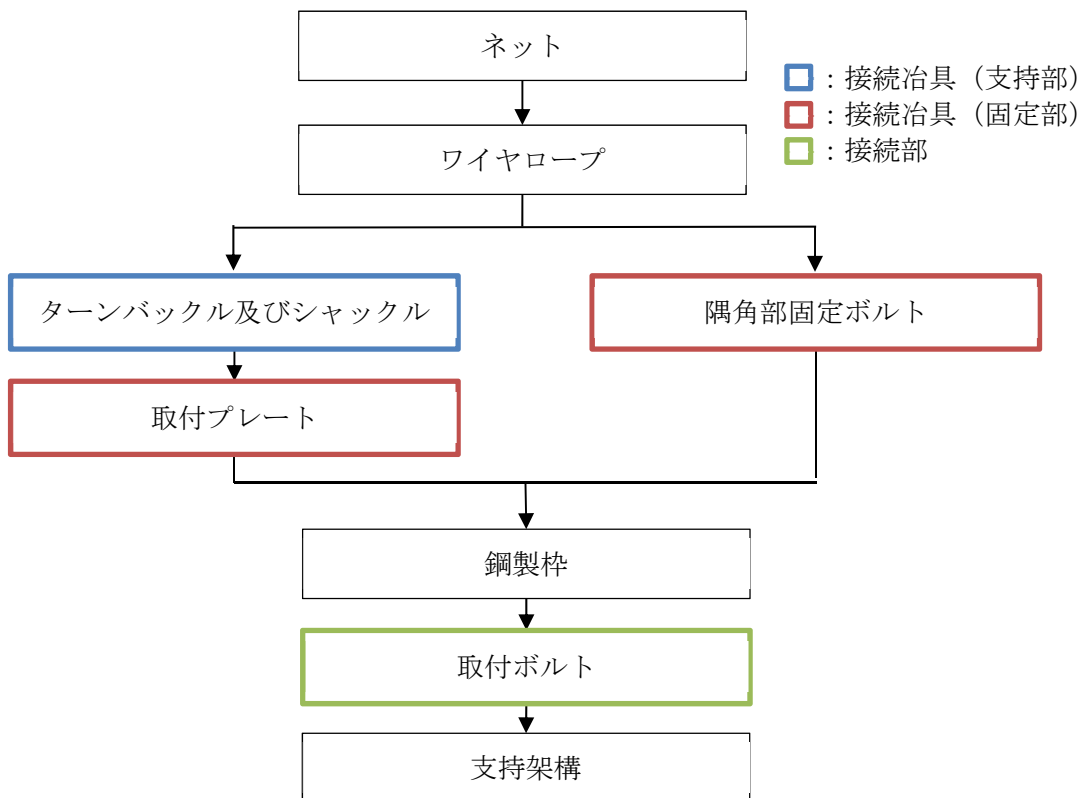 ネット
：接続冶具（支持部）
：接続冶具（固定部）
：接続部
ワイヤロープ
ターンバックル及びシャックル
隅角部固定ボルト
取付プレート
鋼製枠
取付ボルト
支持架構